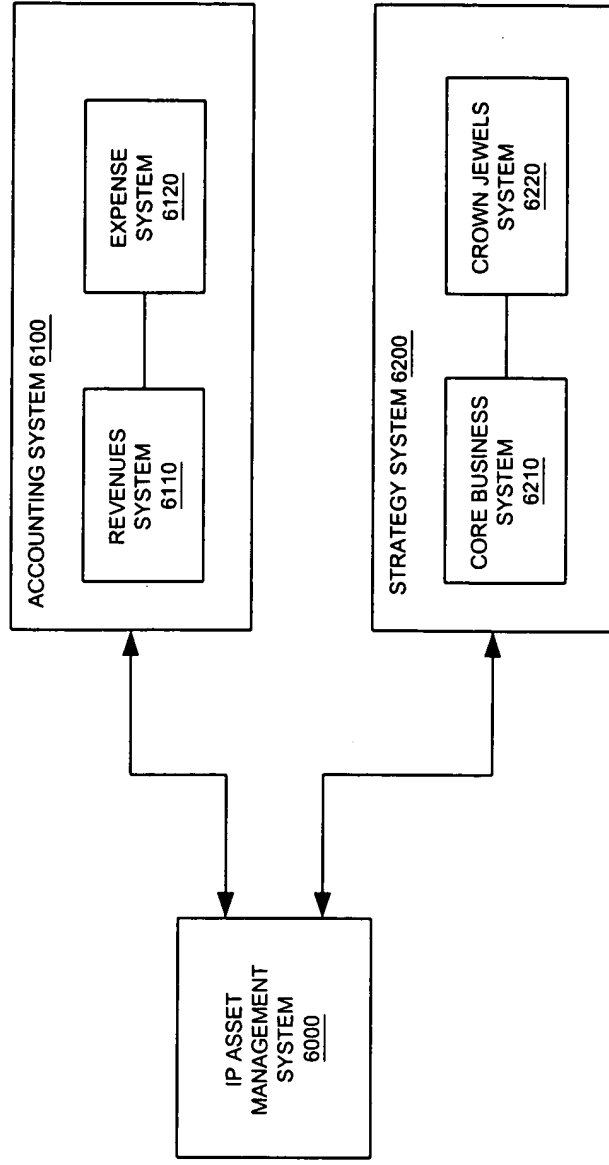 IP ASSET
MANAGEMENT
SYSTEM
6000
ACCOUNTING SYSTEM 6100
REVENUES
SYSTEM
6110
EXPENSE
SYSTEM
6120
STRATEGY SYSTEM 6200
CORE BUSINESS
SYSTEM
6210
CROWN JEWELS
SYSTEM
6220